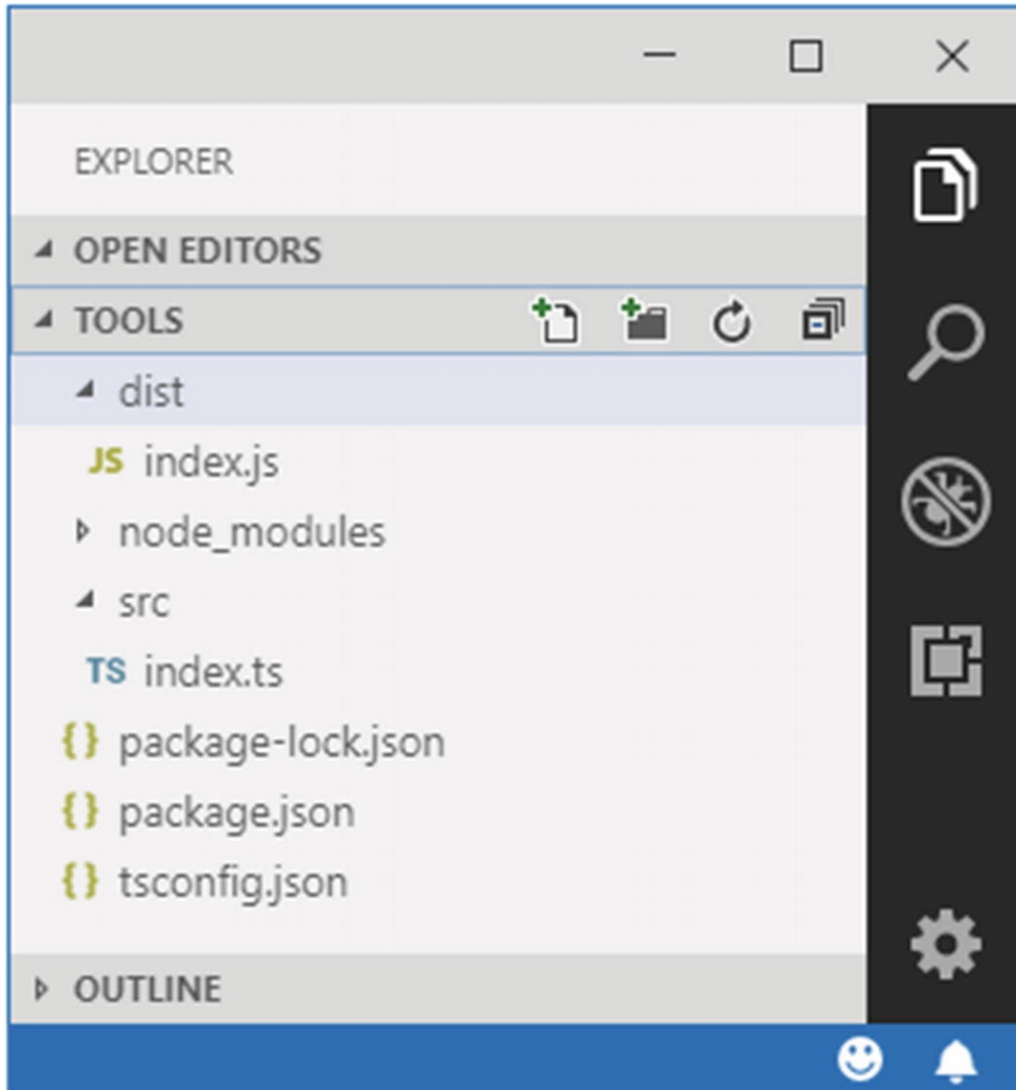 EXPLORER
OPEN EDITORS
TOOLS
dist
JS index.js
node_modules
src
TS index.ts
{} package-lock.json
{} package.json
{} tsconfig.json
OUTLINE